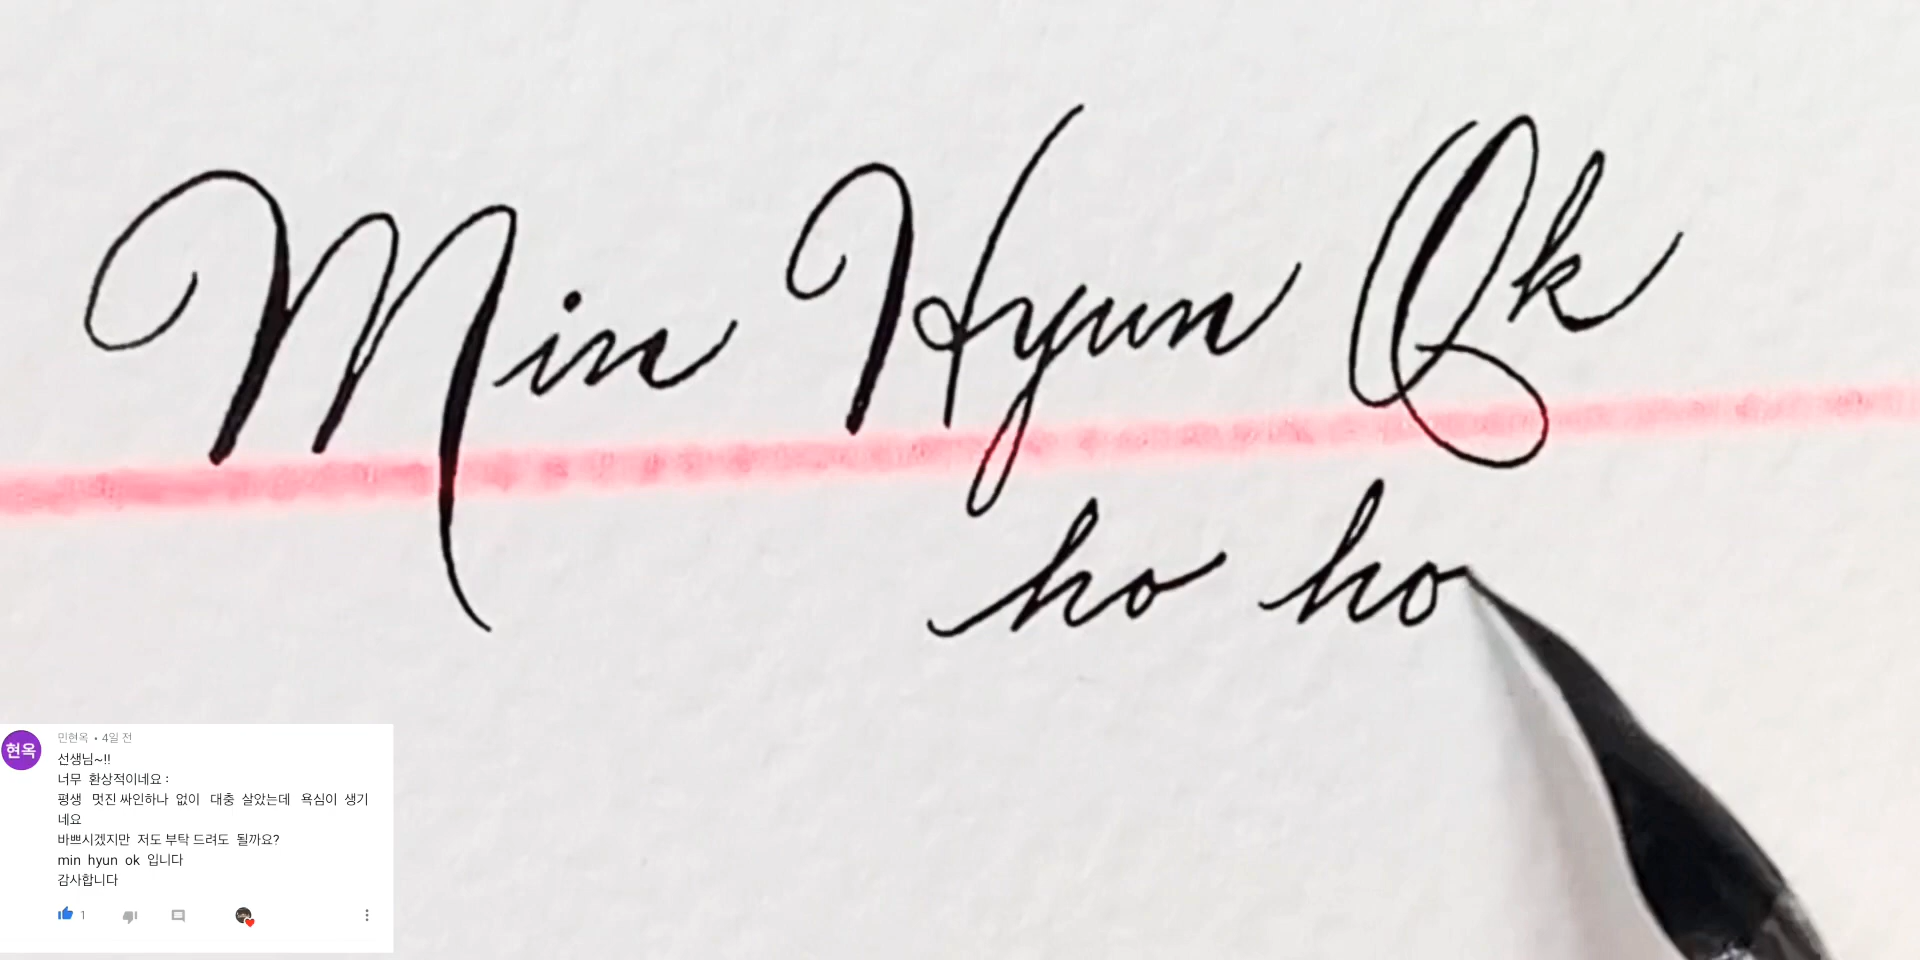 Min Hyun Ok
ho ho
현옥
민현옥 • 4일 전
선생님~!!
너무 환상적이네요 :
평생 멋진 싸인하나 없이 대충 살았는데 욕심이 생기
네요
바쁘시겠지만 저도 부탁 드려도 될까요?
min hyun ok 입니다
감사합니다
1